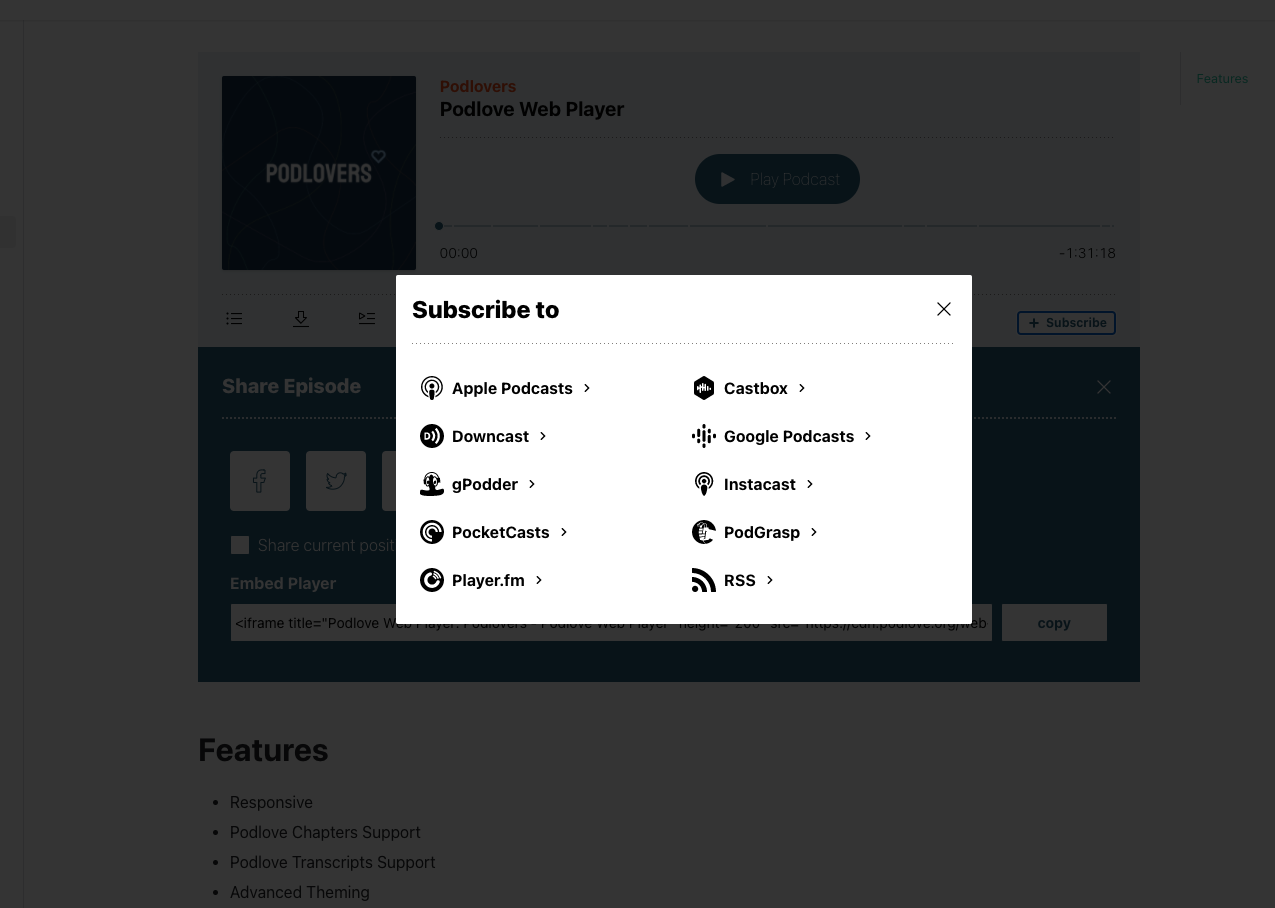 Features
Podlovers
Podlove Web Player
PODLOVERS
Play Podcast
00:00
-1:31:18
Subscribe
Subscribe to
Apple Podcasts
Castbox
Downcast
Google Podcasts
gPodder
Instacast
PocketCasts
PodGrasp
Player.fm
RSS
Share Episode
Share current posit
Embed Player
<iframe title="Podlove Web Player: Podlovers - Podlove Web Player" height="200" src="https://cdn.podlove.org/web
copy
Features
• Responsive
• Podlove Chapters Support
• Podlove Transcripts Support
• Advanced Theming